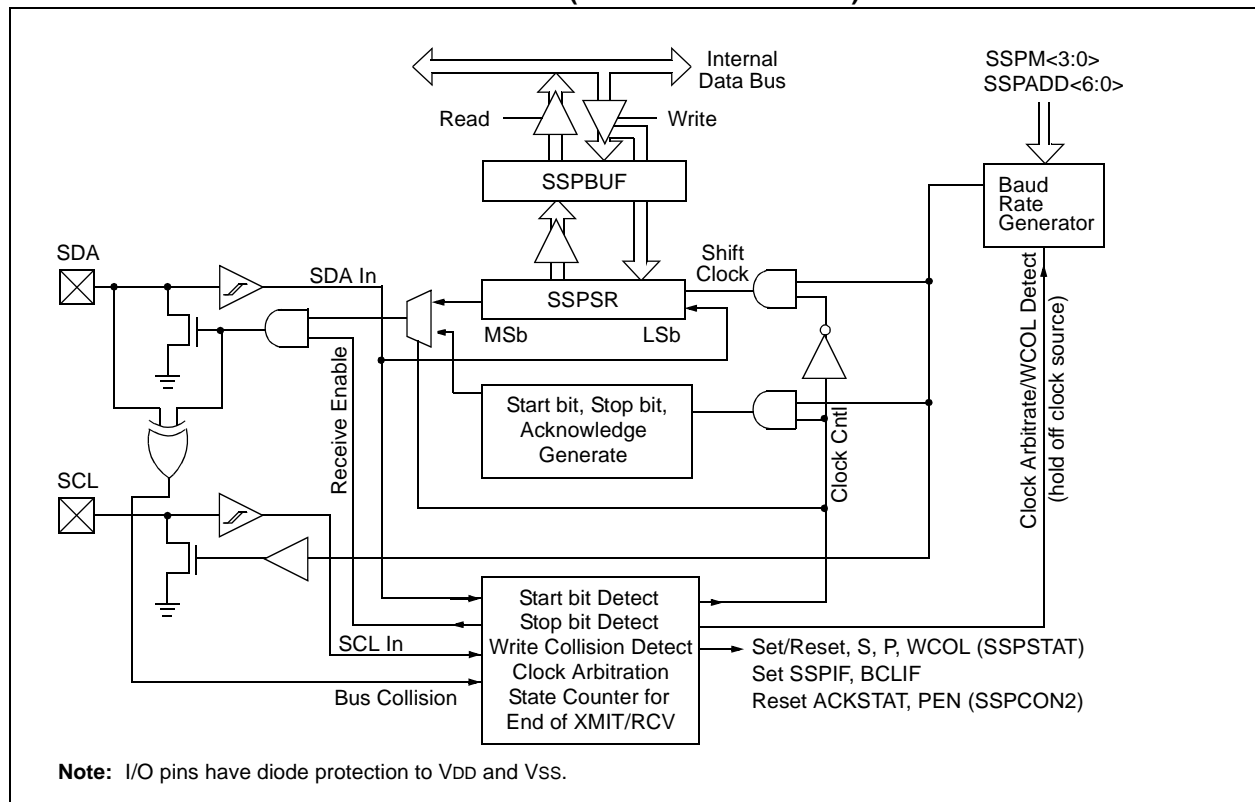 Internal
Data Bus
SSPM<3:0>
SSPADD<6:0>
Read
Write
SSPBUF
Baud
Rate
Generator
SDA
SDA In
Shift
Clock
SSPSR
MSb
LSb
Receive Enable
Start bit, Stop bit,
Acknowledge
Generate
Clock Cntl
Clock Arbitrate/WCOL Detect
(hold off clock source)
SCL
SCL In
Bus Collision
Start bit Detect
Stop bit Detect
Write Collision Detect
Clock Arbitration
State Counter for
End of XMIT/RCV
Set/Reset, S, P, WCOL (SSPSTAT)
Set SSPIF, BCLIF
Reset ACKSTAT, PEN (SSPCON2)
Note: I/O pins have diode protection to VDD and VSS.